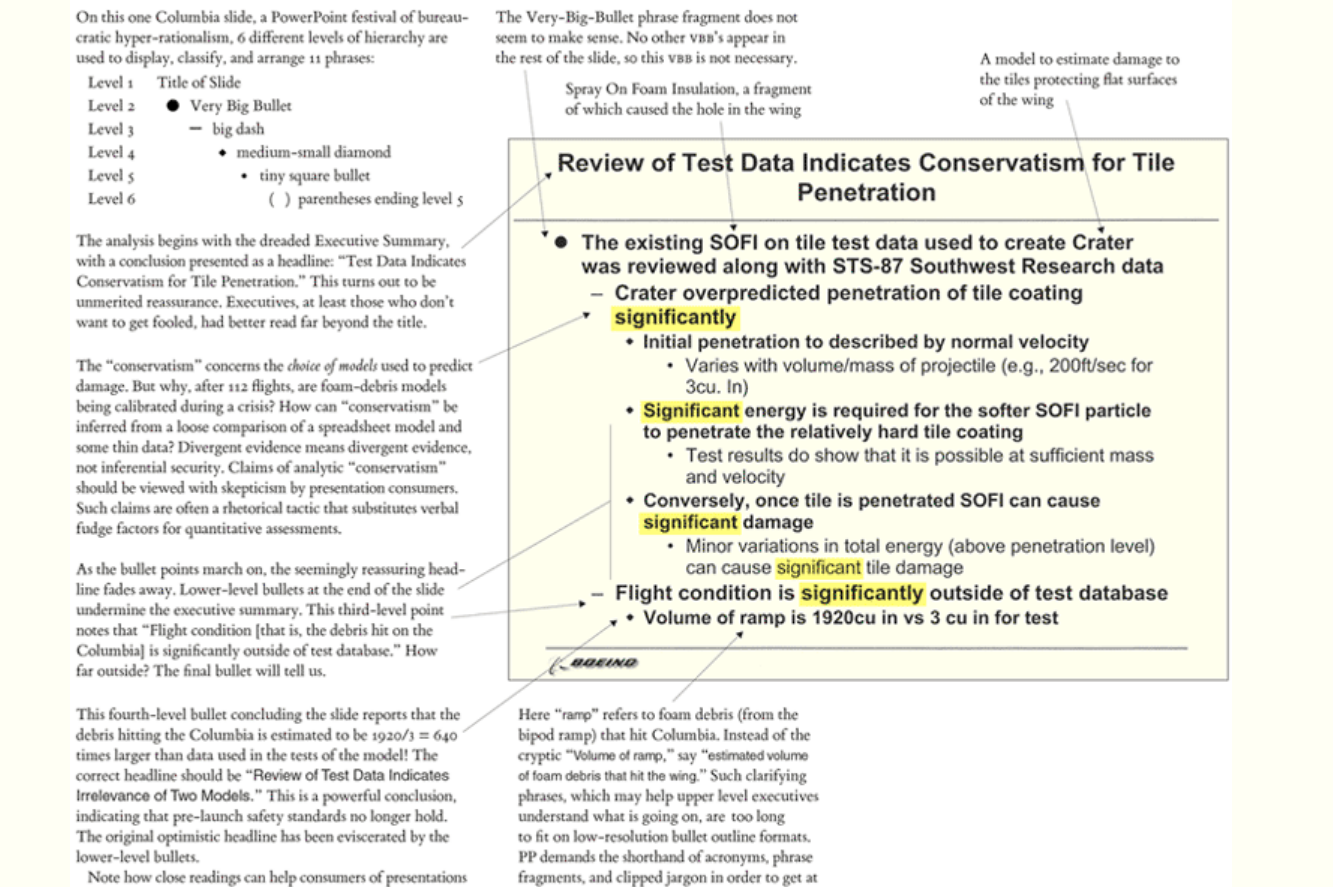 On this one Columbia slide, a PowerPoint festival of bureau-
cratic hyper-rationalism, 6 different levels of hierarchy are
used to display, classify, and arrange 11 phrases:
Level 1 Title of Slide
Level 2 ● Very Big Bullet
Level 3 — big dash
Level 4 ◆ medium-small diamond
Level 5 • tiny square bullet
Level 6 ( ) parentheses ending level 5
The analysis begins with the dreaded Executive Summary,
with a conclusion presented as a headline: “Test Data Indicates
Conservatism for Tile Penetration.” This turns out to be
unmerited reassurance. Executives, at least those who don’t
want to get fooled, had better read far beyond the title.
The “conservatism” concerns the choice of models used to predict
damage. But why, after 112 flights, are foam-debris models
being calibrated during a crisis? How can “conservatism” be
inferred from a loose comparison of a spreadsheet model and
some thin data? Divergent evidence means divergent evidence,
not inferential security. Claims of analytic “conservatism”
should be viewed with skepticism by presentation consumers.
Such claims are often a rhetorical tactic that substitutes verbal
fudge factors for quantitative assessments.
As the bullet points march on, the seemingly reassuring head-
line fades away. Lower-level bullets at the end of the slide
undermine the executive summary. This third-level point
notes that “Flight condition [that is, the debris hit on the
Columbia] is significantly outside of test database.” How
far outside? The final bullet will tell us.
This fourth-level bullet concluding the slide reports that the
debris hitting the Columbia is estimated to be 1920/3 = 640
times larger than data used in the tests of the model! The
correct headline should be “Review of Test Data Indicates
Irrelevance of Two Models.” This is a powerful conclusion,
indicating that pre-launch safety standards no longer hold.
The original optimistic headline has been eviscerated by the
lower-level bullets.
Note how close readings can help consumers of presentations
The Very-Big-Bullet phrase fragment does not
seem to make sense. No other VBB’s appear in
the rest of the slide, so this VBB is not necessary.
Spray On Foam Insulation, a fragment
of which caused the hole in the wing
A model to estimate damage to
the tiles protecting flat surfaces
of the wing
Review of Test Data Indicates Conservatism for Tile
Penetration
● The existing SOFI on tile test data used to create Crater
was reviewed along with STS-87 Southwest Research data
– Crater overpredicted penetration of tile coating
significantly
◆ Initial penetration to described by normal velocity
• Varies with volume/mass of projectile (e.g., 200ft/sec for
3cu. In)
◆ Significant energy is required for the softer SOFI particle
to penetrate the relatively hard tile coating
• Test results do show that it is possible at sufficient mass
and velocity
◆ Conversely, once tile is penetrated SOFI can cause
significant damage
• Minor variations in total energy (above penetration level)
can cause significant tile damage
– Flight condition is significantly outside of test database
◆ Volume of ramp is 1920cu in vs 3 cu in for test
BOEING
Here “ramp” refers to foam debris (from the
bipod ramp) that hit Columbia. Instead of the
cryptic “Volume of ramp,” say “estimated volume
of foam debris that hit the wing.” Such clarifying
phrases, which may help upper level executives
understand what is going on, are too long
to fit on low-resolution bullet outline formats.
PP demands the shorthand of acronyms, phrase
fragments, and clipped jargon in order to get at